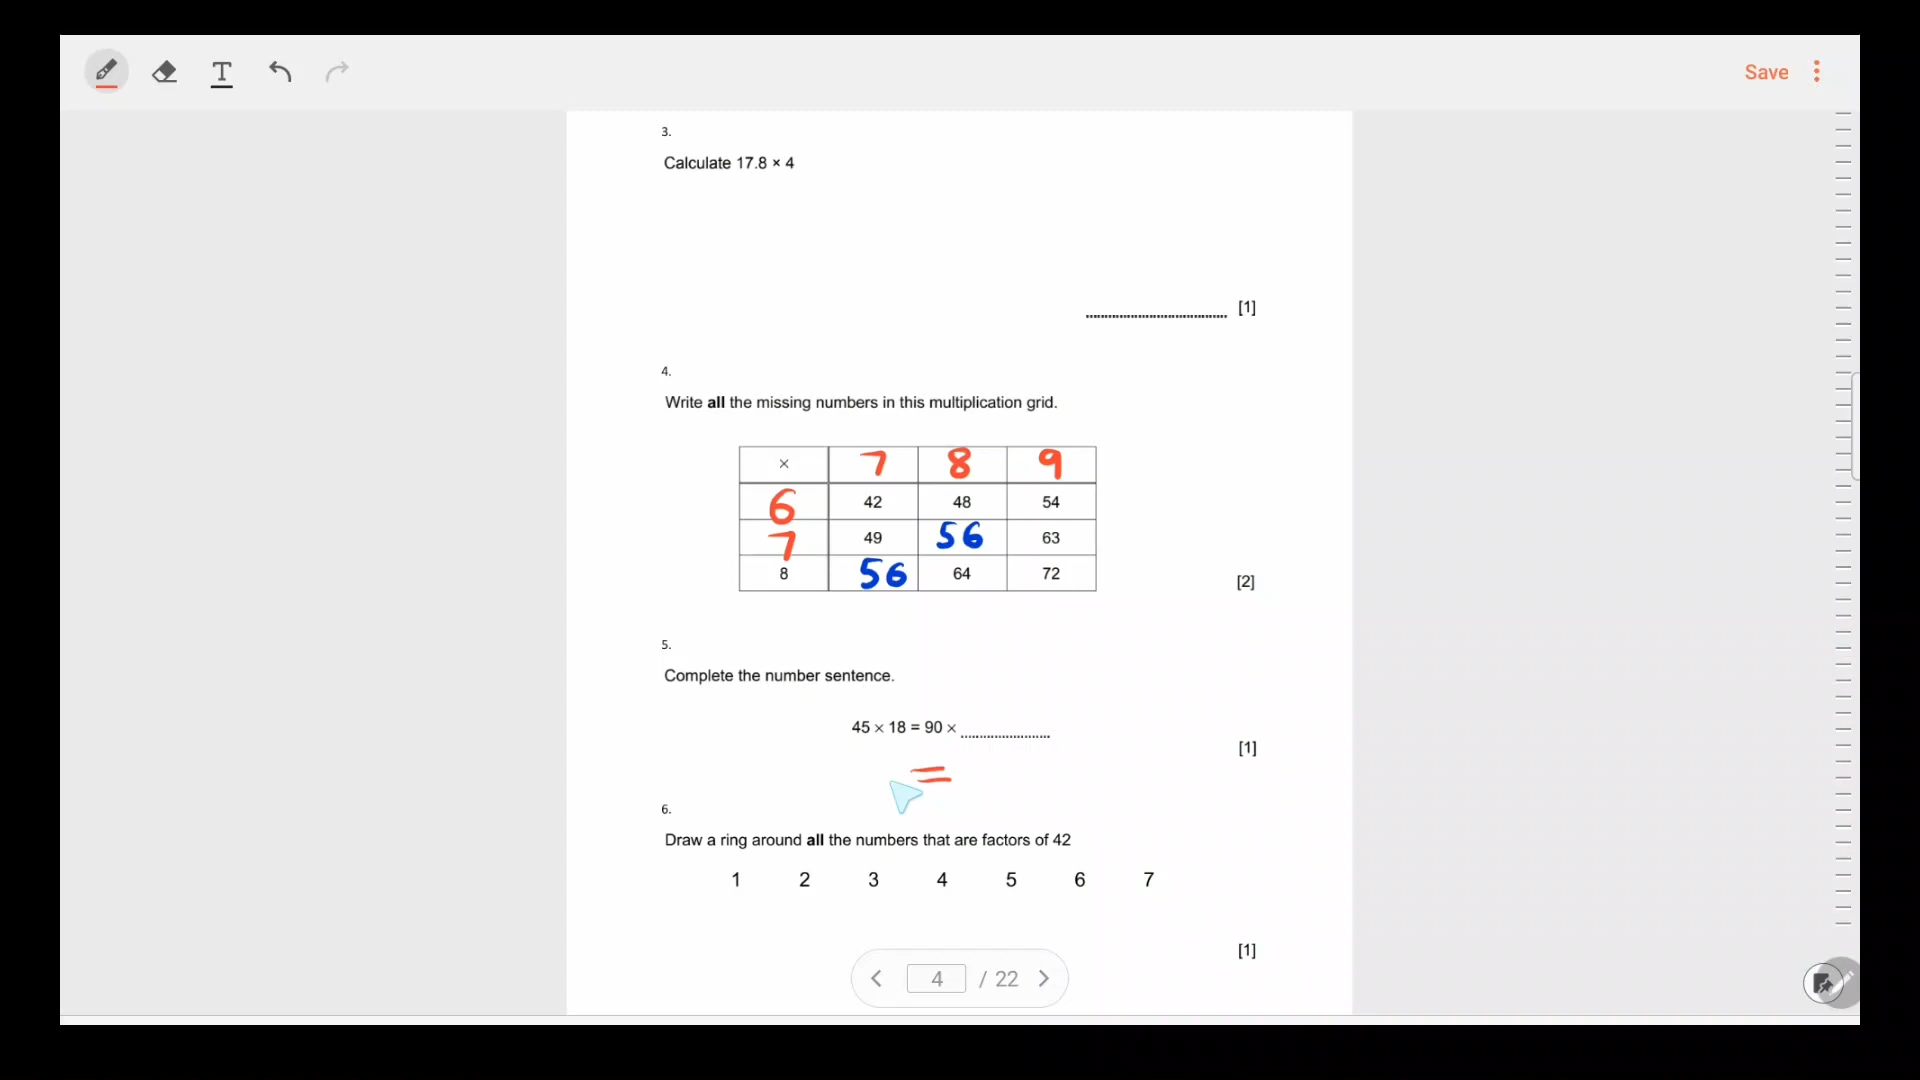 T
Save
3.
Calculate 17.8 × 4
.................................... [1]
4.
Write all the missing numbers in this multiplication grid.
× 7 8 9
6 42 48 54
7 49 56 63
8 56 64 72
[2]
5.
Complete the number sentence.
45 × 18 = 90 × .......................
[1]
=
6.
Draw a ring around all the numbers that are factors of 42
1 2 3 4 5 6 7
[1]
4 / 22